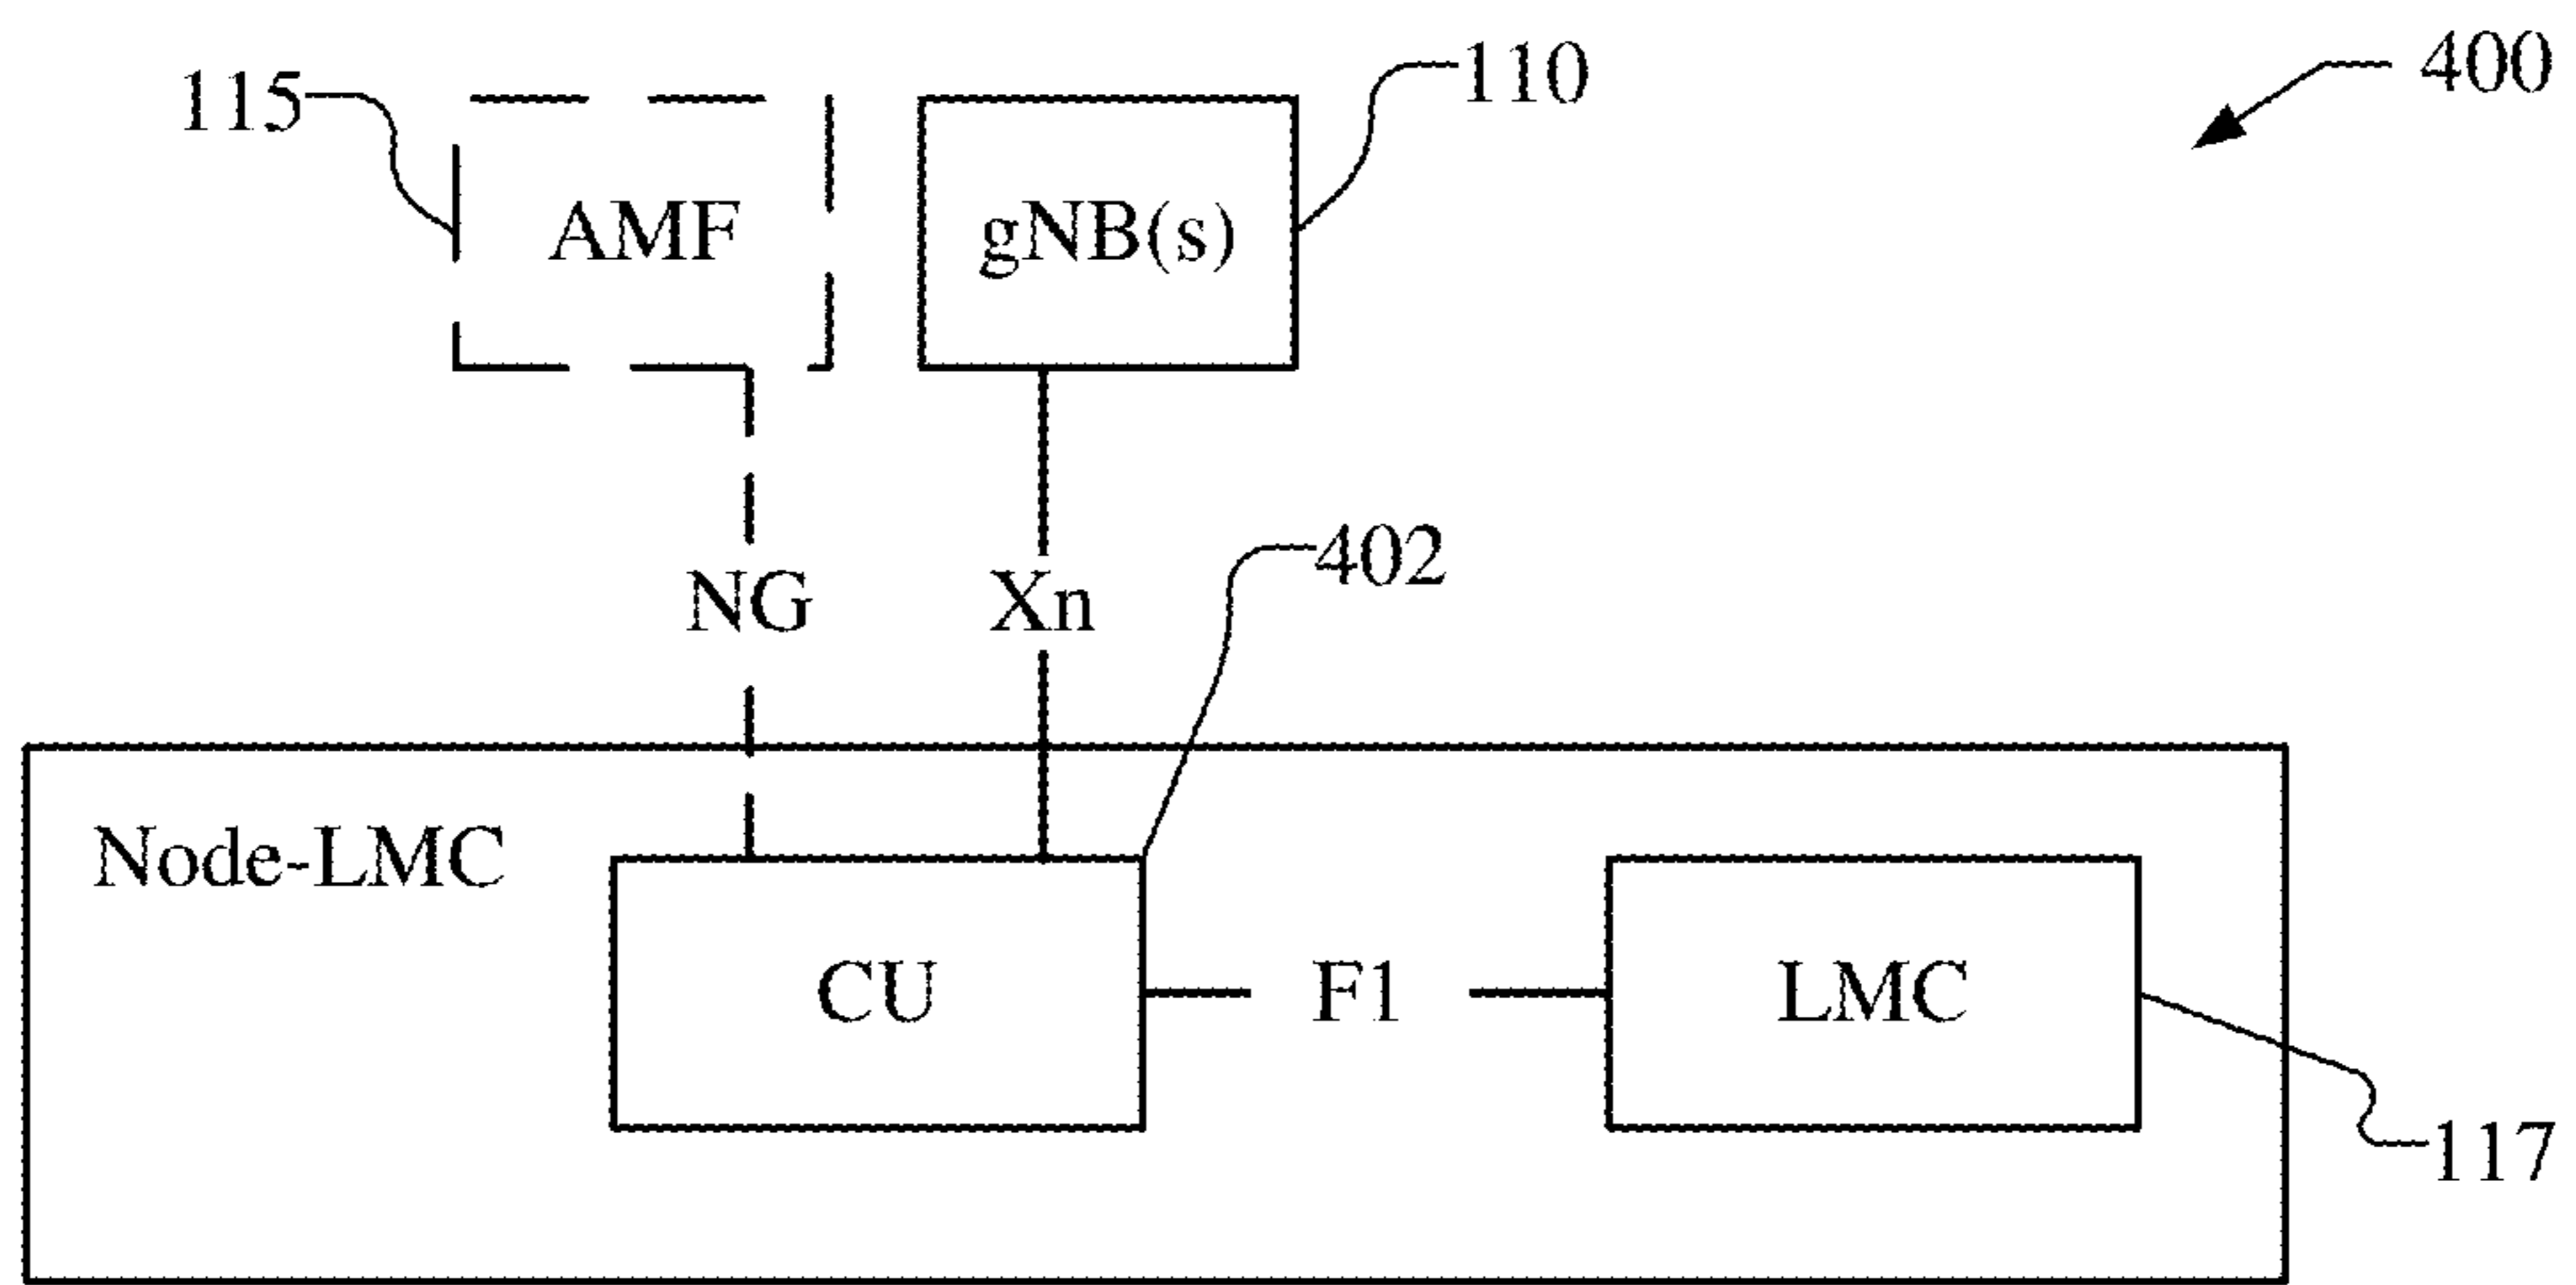 115
110
400
AMF
gNB(s)
402
NG
Xn
Node-LMC
CU
F1
LMC
117